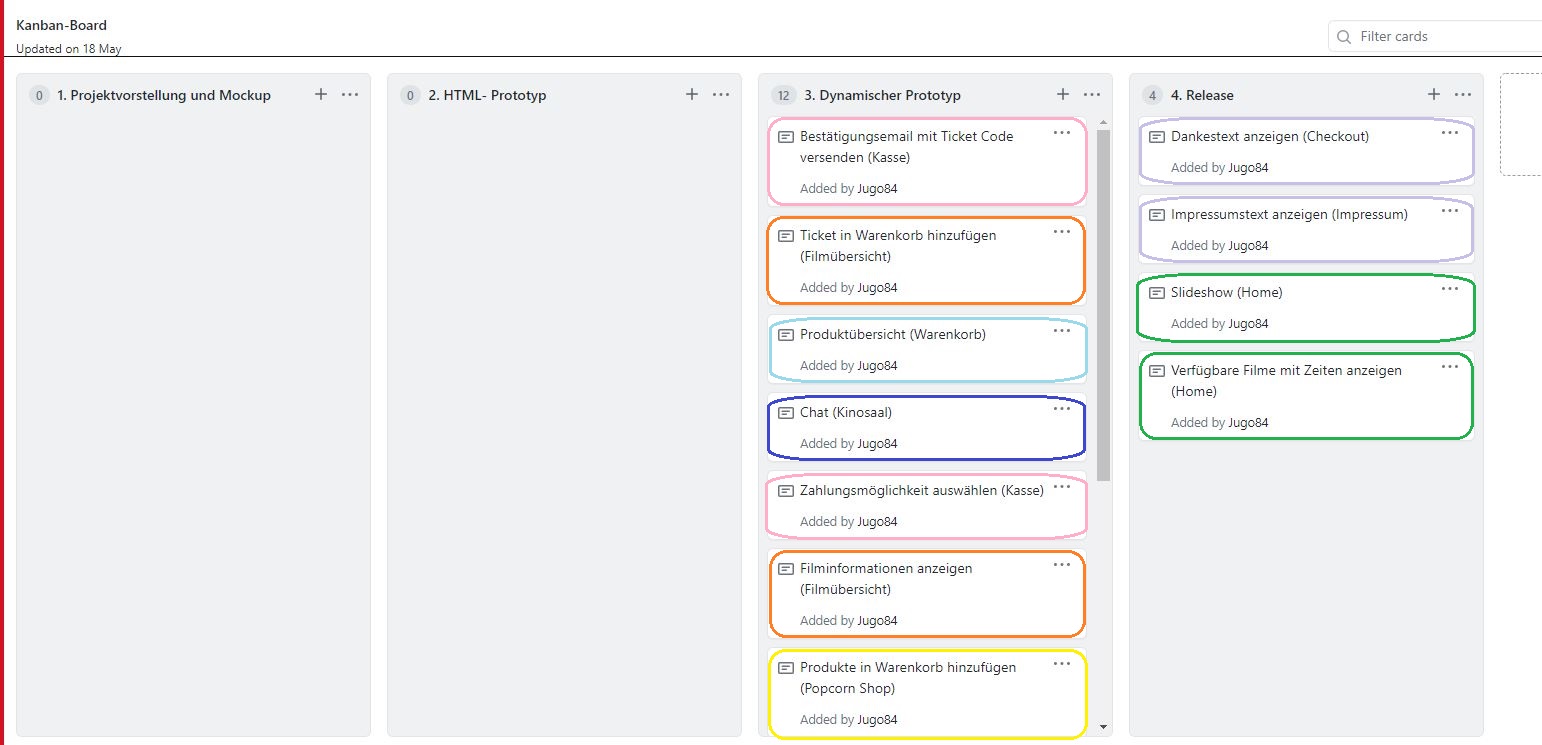 Kanban-Board
Updated on 18 May
Filter cards
0 1. Projektvorstellung und Mockup
0 2. HTML- Prototyp
12 3. Dynamischer Prototyp
Bestätigungsemail mit Ticket Code
versenden (Kasse)
Added by Jugo84
Ticket in Warenkorb hinzufügen
(Filmübersicht)
Added by Jugo84
Produktübersicht (Warenkorb)
Added by Jugo84
Chat (Kinosaal)
Added by Jugo84
Zahlungsmöglichkeit auswählen (Kasse)
Added by Jugo84
Filminformationen anzeigen
(Filmübersicht)
Added by Jugo84
Produkte in Warenkorb hinzufügen
(Popcorn Shop)
Added by Jugo84
4 4. Release
Dankestext anzeigen (Checkout)
Added by Jugo84
Impressumstext anzeigen (Impressum)
Added by Jugo84
Slideshow (Home)
Added by Jugo84
Verfügbare Filme mit Zeiten anzeigen
(Home)
Added by Jugo84